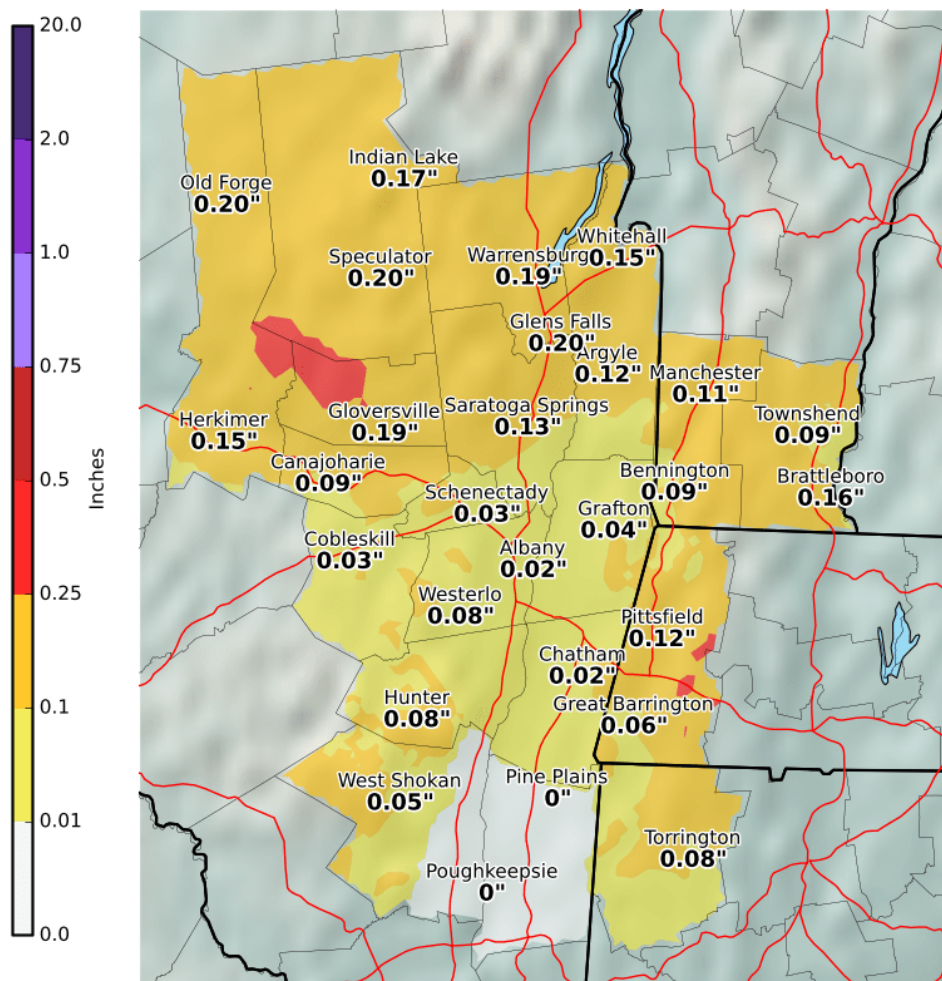 20.0
2.0
1.0
0.75
0.5
0.25
0.1
0.01
0.0
Inches
Indian Lake
0.17"
Old Forge
0.20"
Whitehall
0.15"
Speculator
0.20"
Warrensburg
0.19"
Glens Falls
0.20"
Argyle
0.12"
Manchester
0.11"
Saratoga Springs
0.13"
Gloversville
0.19"
Herkimer
0.15"
Townshend
0.09"
Canajoharie
0.09"
Bennington
0.09"
Brattleboro
0.16"
Schenectady
0.03"
Grafton
0.04"
Cobleskill
0.03"
Albany
0.02"
Westerlo
0.08"
Pittsfield
0.12"
Chatham
0.02"
Hunter
0.08"
Great Barrington
0.06"
West Shokan
0.05"
Pine Plains
0"
Torrington
0.08"
Poughkeepsie
0"